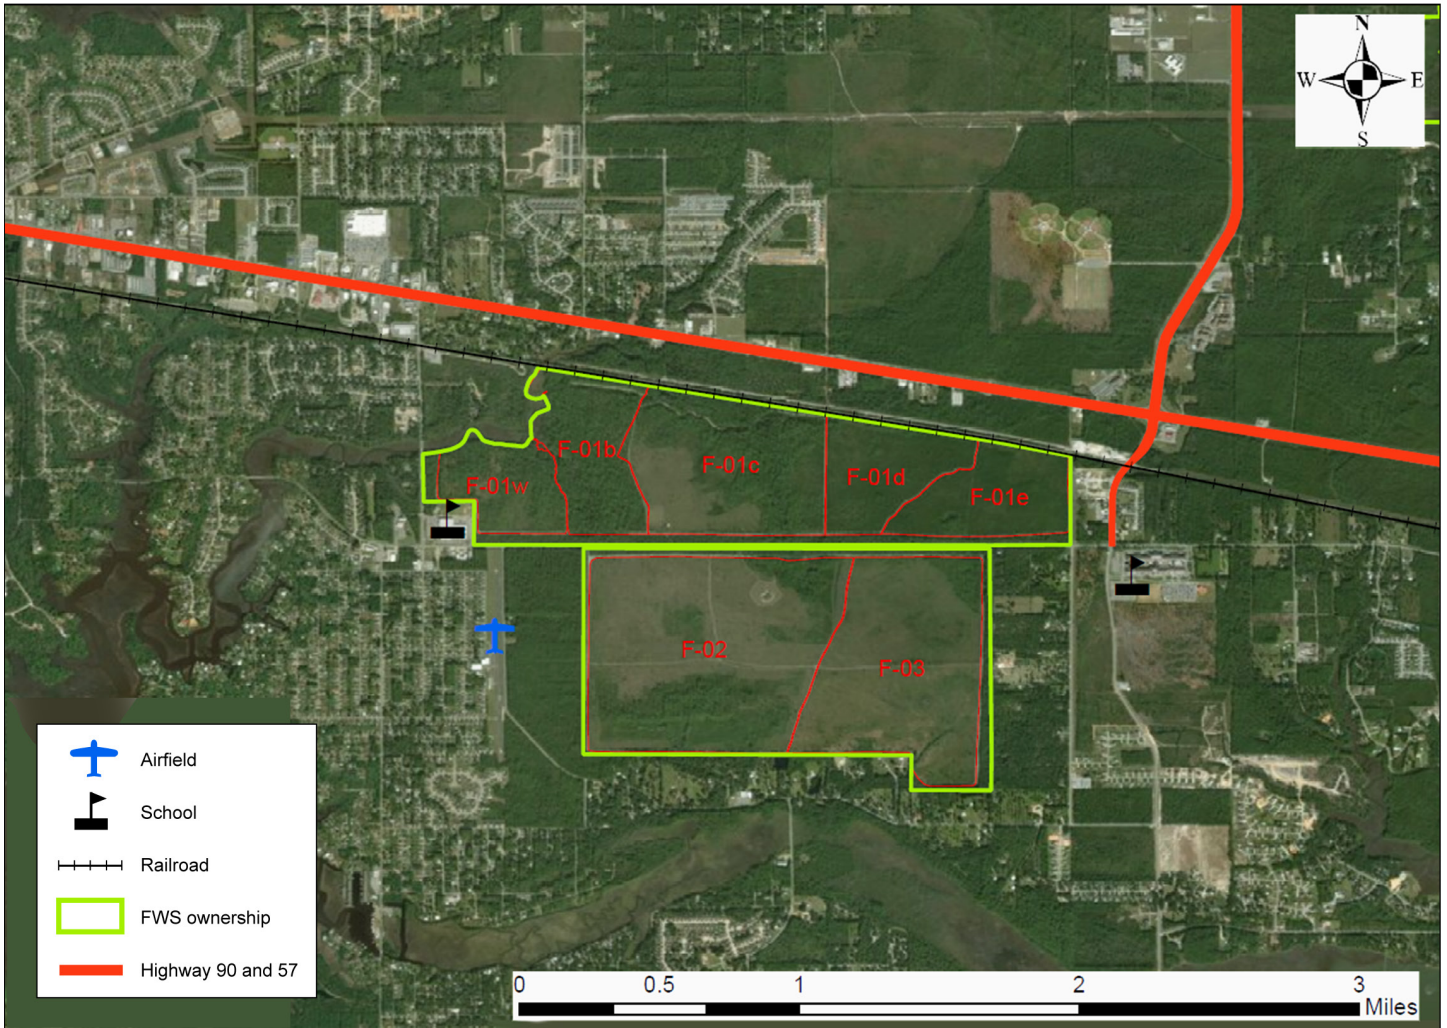 N
W E
S
F-01b
F-01c
F-01d
F-01w
F-01e
F-02
F-03
Airfield
School
Railroad
FWS ownership
Highway 90 and 57
0 0.5 1 2 3
Miles